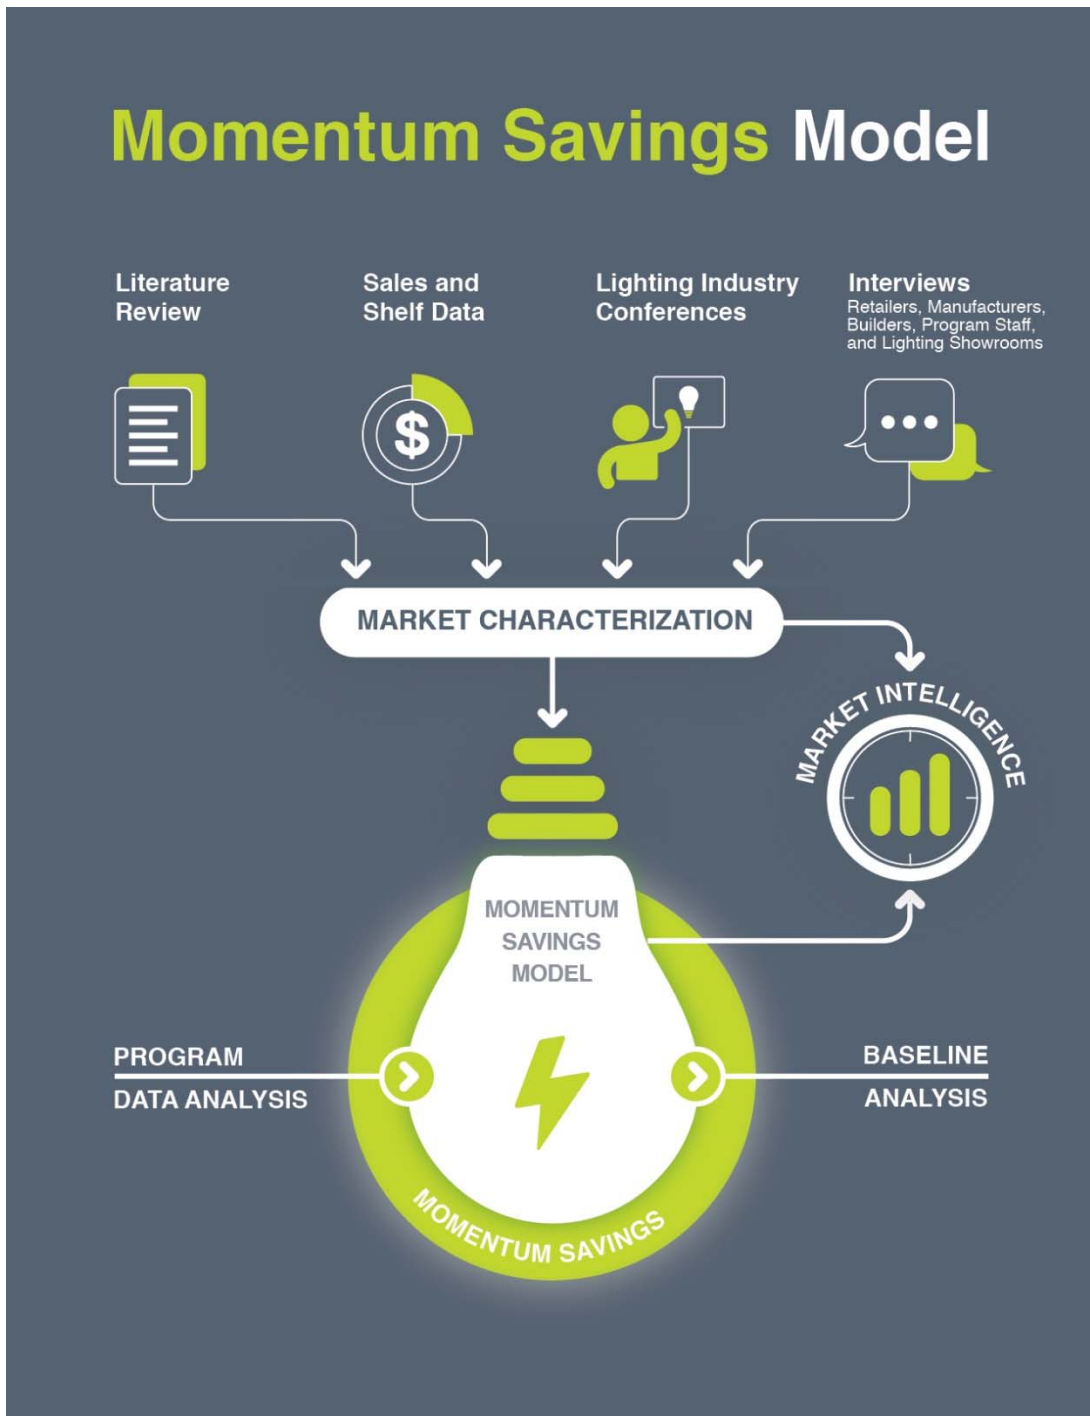 Momentum Savings Model
Literature
Review
Sales and
Shelf Data
Lighting Industry
Conferences
Interviews
Retailers, Manufacturers,
Builders, Program Staff,
and Lighting Showrooms
$
MARKET CHARACTERIZATION
MARKET INTELLIGENCE
MOMENTUM
SAVINGS
MODEL
PROGRAM
DATA ANALYSIS
BASELINE
ANALYSIS
MOMENTUM SAVINGS